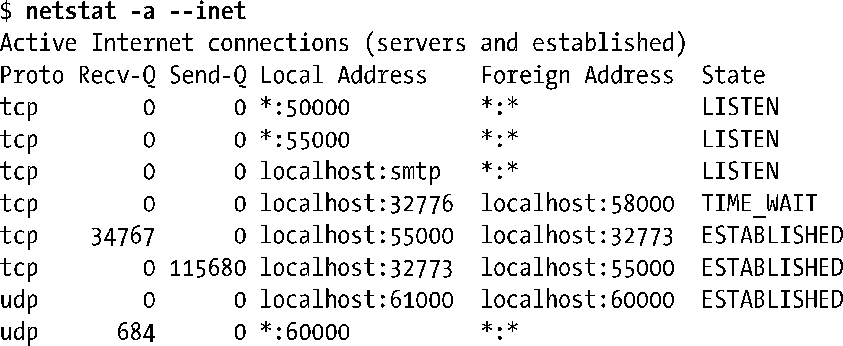 $ netstat -a --inet
Active Internet connections (servers and established)
Proto Recv-Q Send-Q Local Address    Foreign Address  State
tcp        0      0 *:50000          *:*              LISTEN
tcp        0      0 *:55000          *:*              LISTEN
tcp        0      0 localhost:smtp   *:*              LISTEN
tcp        0      0 localhost:32776  localhost:58000  TIME_WAIT
tcp    34767      0 localhost:55000  localhost:32773  ESTABLISHED
tcp        0 115680 localhost:32773  localhost:55000  ESTABLISHED
udp        0      0 localhost:61000  localhost:60000  ESTABLISHED
udp      684      0 *:60000          *:*